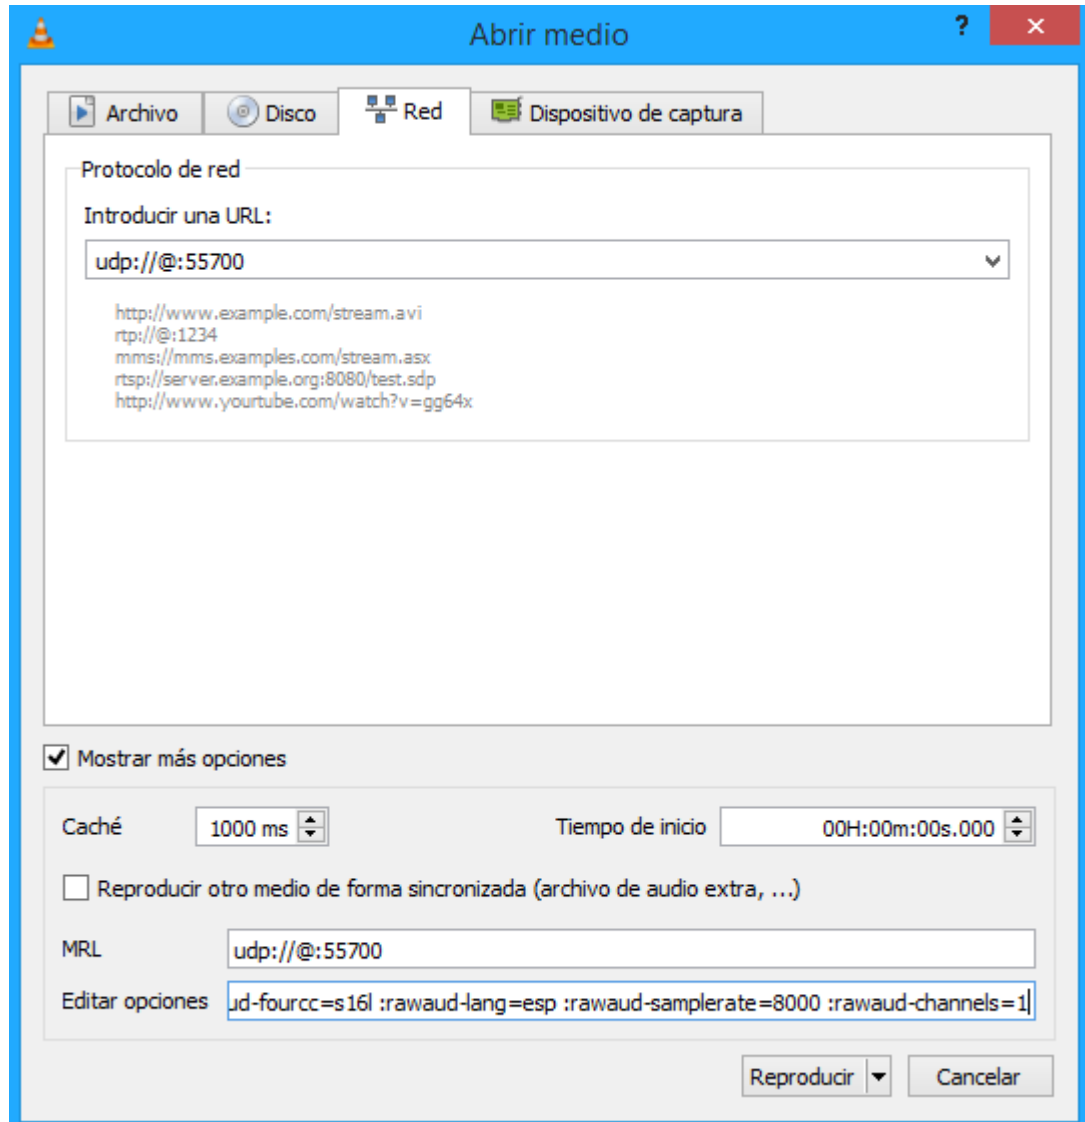 Abrir medio
?
Archivo Disco Red Dispositivo de captura
Protocolo de red
Introducir una URL:
udp://@:55700
http://www.example.com/stream.avi
rtp://@:1234
mms://mms.examples.com/stream.asx
rtsp://server.example.org:8080/test.sdp
http://www.yourtube.com/watch?v=gg64x
Mostrar más opciones
Caché 1000 ms Tiempo de inicio 00H:00m:00s.000
Reproducir otro medio de forma sincronizada (archivo de audio extra, ...)
MRL udp://@:55700
Editar opciones ud-fourcc=s16l :rawaud-lang=esp :rawaud-samplerate=8000 :rawaud-channels=1
Reproducir Cancelar